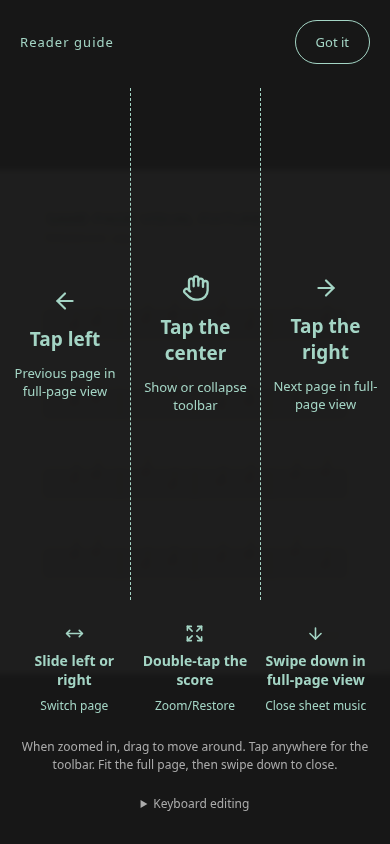 Reader guide
Got it
Tap left
Previous page in
full-page view
Tap the
center
Show or collapse
toolbar
Tap the
right
Next page in full-
page view
Slide left or
right
Switch page
Double-tap the
score
Zoom/Restore
Swipe down in
full-page view
Close sheet music
When zoomed in, drag to move around. Tap anywhere for the
toolbar. Fit the full page, then swipe down to close.
Keyboard editing